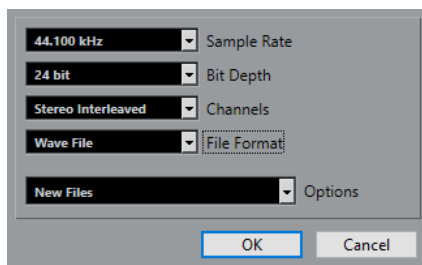 44.100 kHz Sample Rate
24 bit Bit Depth
Stereo Interleaved Channels
Wave File File Format
New Files Options
OK Cancel